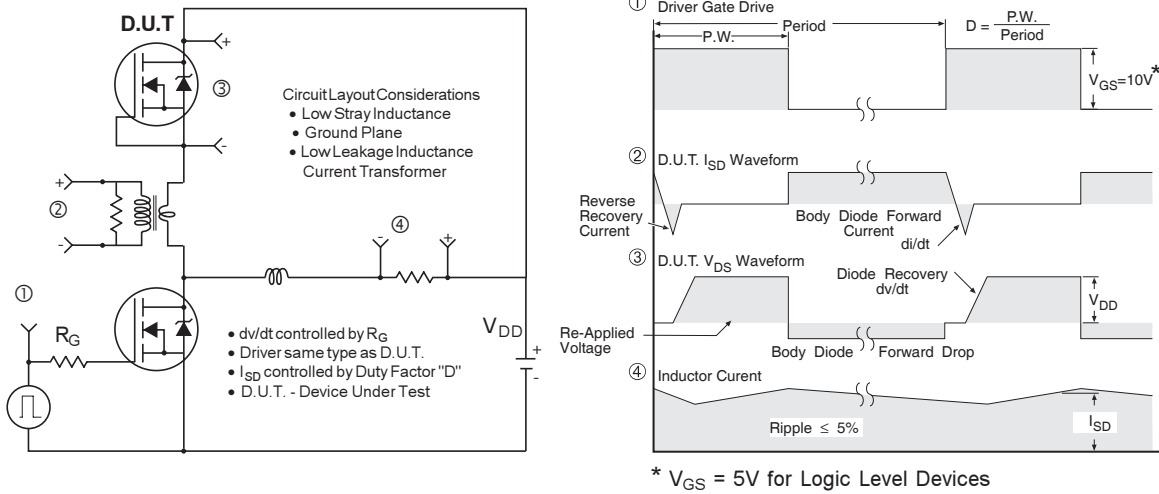 D.U.T
+
③
-
Circuit Layout Considerations
• Low Stray Inductance
• Ground Plane
• Low Leakage Inductance
Current Transformer
+
②
-
④
- +
①
R_G
• dv/dt controlled by R_G
• Driver same type as D.U.T.
• I_SD controlled by Duty Factor "D"
• D.U.T. - Device Under Test
V_DD
+
-
① Driver Gate Drive
P.W.
Period
D = P.W. / Period
V_GS=10V*
② D.U.T. I_SD Waveform
Reverse
Recovery
Current
Body Diode Forward
Current
di/dt
③ D.U.T. V_DS Waveform
Diode Recovery
dv/dt
V_DD
Re-Applied
Voltage
Body Diode Forward Drop
④ Inductor Curent
Ripple ≤ 5%
I_SD
* V_GS = 5V for Logic Level Devices